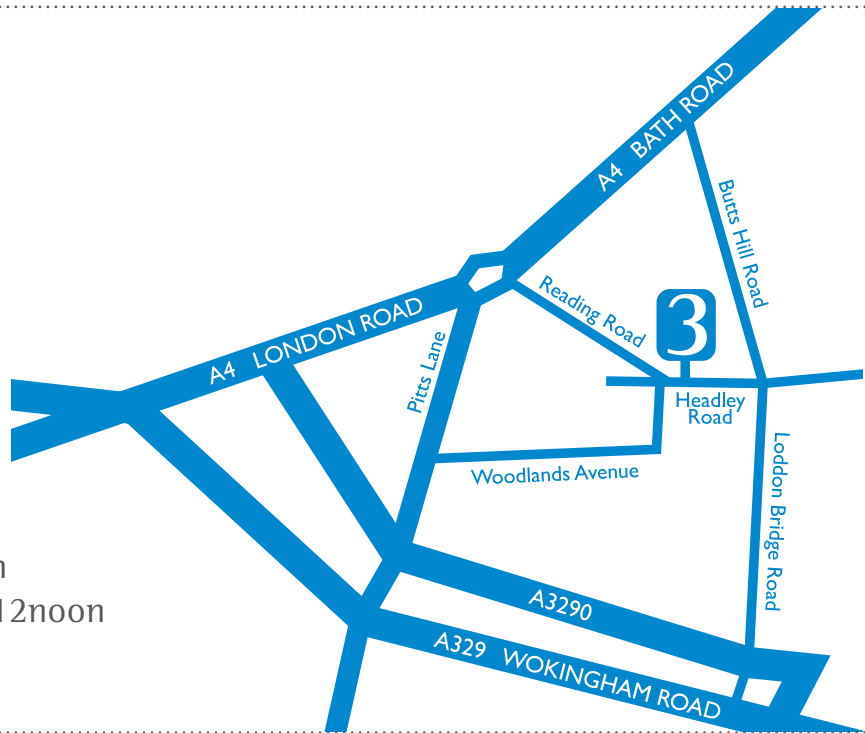 A4 BATH ROAD
Butts Hill Road
Reading Road
3
A4 LONDON ROAD
Pitts Lane
Headley
Road
Woodlands Avenue
Loddon Bridge Road
12noon
A3290
A329 WOKINGHAM ROAD